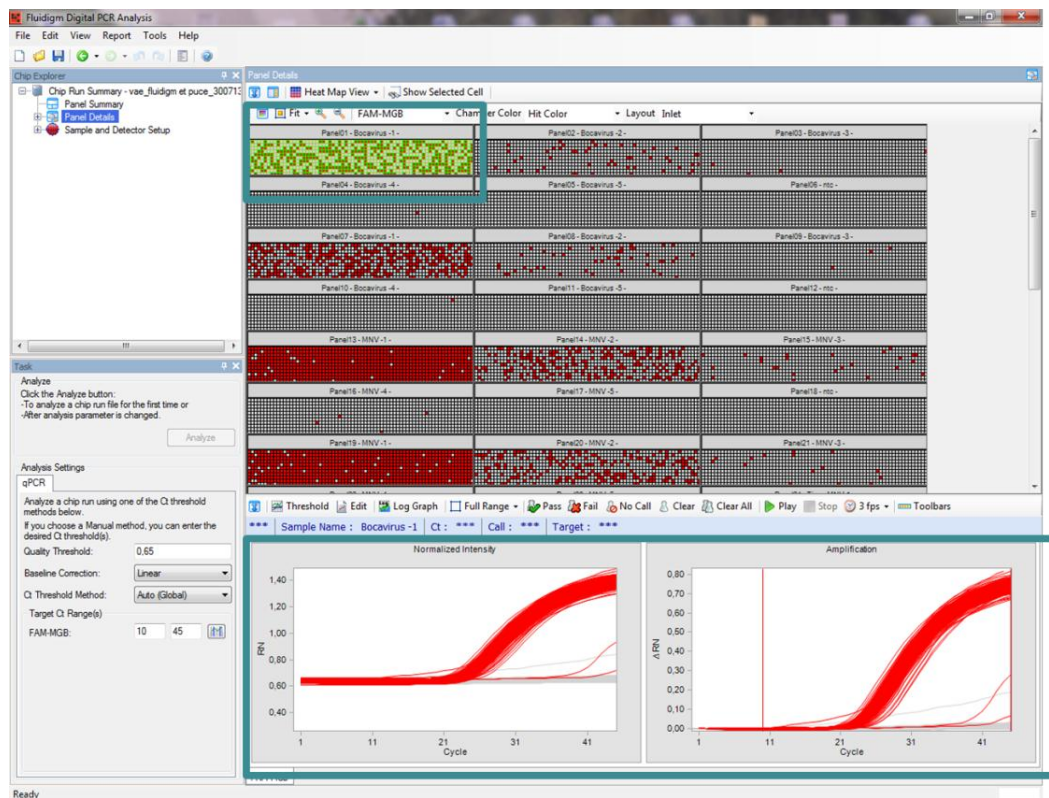 Fluidigm Digital PCR Analysis
File Edit View Report Tools Help
Chip Explorer
Chip Run Summary - vae_fluidigm et puce_300713
Panel Summary
Panel Details
Sample and Detector Setup
Task
Analyze
Click the Analyze button:
-To analyze a chip run file for the first time or
-After analysis parameter is changed.
Analyze
Analysis Settings
qPCR
Analyze a chip run using one of the Ct threshold
methods below.
If you choose a Manual method, you can enter the
desired Ct threshold(s).
Quality Threshold: 0,65
Baseline Correction: Linear
Ct Threshold Method: Auto (Global)
Target Ct Range(s)
FAM-MGB: 10 45
Panel Details
Heat Map View Show Selected Cell
Fit FAM-MGB Chamber Color Hit Color Layout Inlet
Panel01 - Bocavirus -1 - Panel02 - Bocavirus -2 - Panel03 - Bocavirus -3 -
Panel04 - Bocavirus -4 - Panel05 - Bocavirus -5 - Panel06 - ntc -
Panel07 - Bocavirus -1 - Panel08 - Bocavirus -2 - Panel09 - Bocavirus -3 -
Panel10 - Bocavirus -4 - Panel11 - Bocavirus -5 - Panel12 - ntc -
Panel13 - MNV -1 - Panel14 - MNV -2 - Panel15 - MNV -3 -
Panel16 - MNV -4 - Panel17 - MNV -5 - Panel18 - ntc -
Panel19 - MNV -1 - Panel20 - MNV -2 - Panel21 - MNV -3 -
Threshold Edit Log Graph Full Range Pass Fail No Call Clear Clear All Play Stop 3 fps Toolbars
*** Sample Name : Bocavirus -1 Ct : *** Call : *** Target : ***
Normalized Intensity
RN
1,40
1,20
1,00
0,80
0,60
0,40
1 11 21 31 41
Cycle
Amplification
Δ RN
0,80
0,70
0,60
0,50
0,40
0,30
0,20
0,10
0,00
1 11 21 31 41
Cycle
Ready